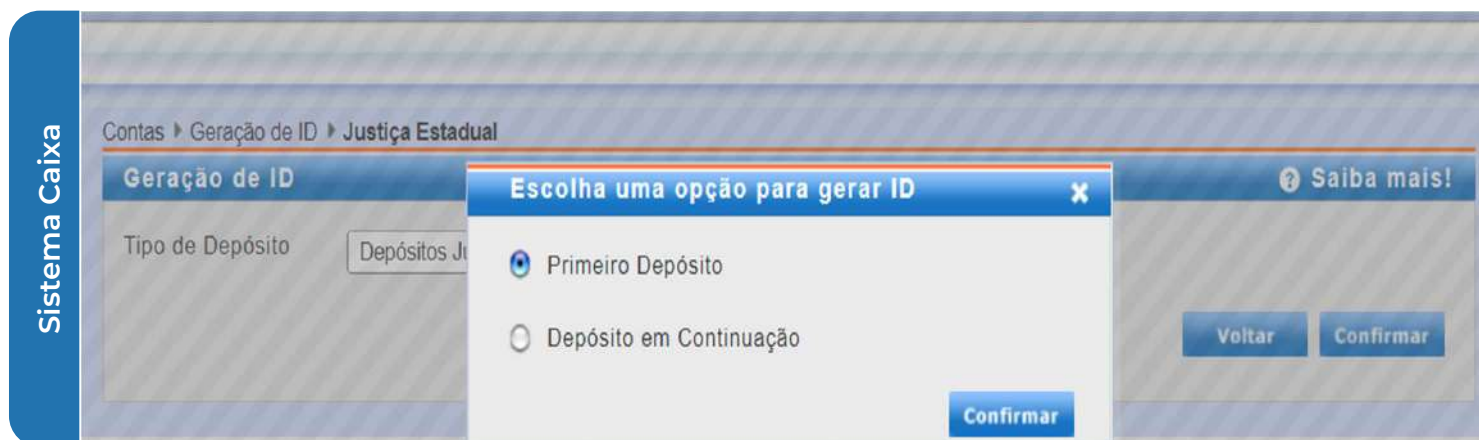 Sistema Caixa
Contas Geração de ID Justiça Estadual
Geração de ID
Saiba mais!
Tipo de Depósito
Depósitos
Escolha uma opção para gerar ID
Primeiro Depósito
Depósito em Continuação
Confirmar
Voltar
Confirmar